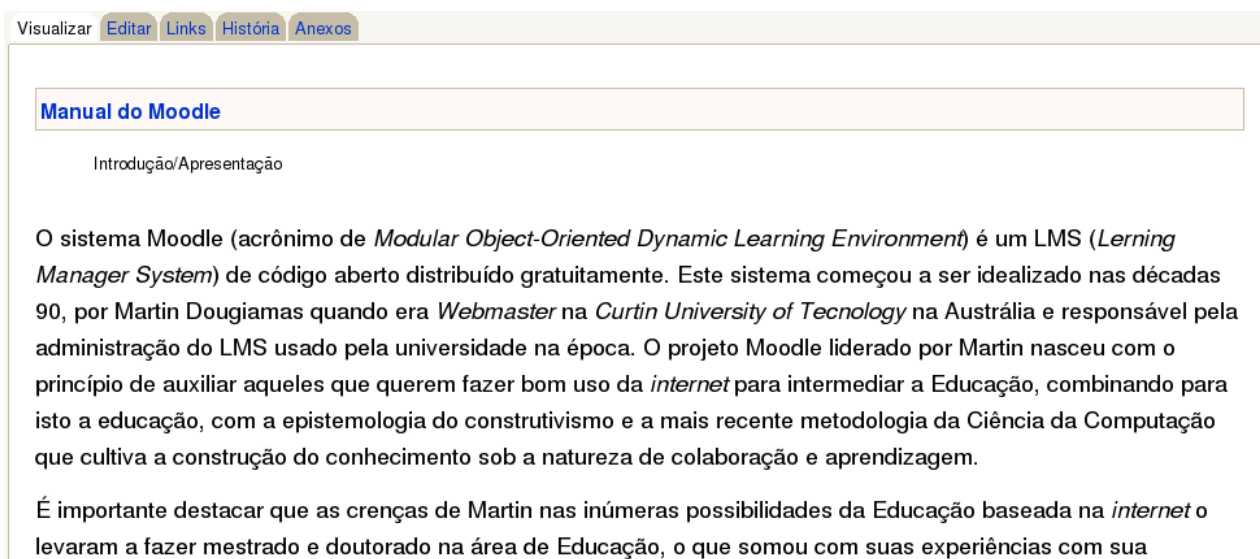 Visualizar Editar Links História Anexos
Manual do Moodle
Introdução/Apresentação
O sistema Moodle (acrônimo de Modular Object-Oriented Dynamic Learning Environment) é um LMS (Lerning
Manager System) de código aberto distribuído gratuitamente. Este sistema começou a ser idealizado nas décadas
90, por Martin Dougiamas quando era Webmaster na Curtin University of Tecnology na Austrália e responsável pela
administração do LMS usado pela universidade na época. O projeto Moodle liderado por Martin nasceu com o
princípio de auxiliar aqueles que querem fazer bom uso da internet para intermediar a Educação, combinando para
isto a educação, com a epistemologia do construtivismo e a mais recente metodologia da Ciência da Computação
que cultiva a construção do conhecimento sob a natureza de colaboração e aprendizagem.
É importante destacar que as crenças de Martin nas inúmeras possibilidades da Educação baseada na internet o
levaram a fazer mestrado e doutorado na área de Educação, o que somou com suas experiências com sua